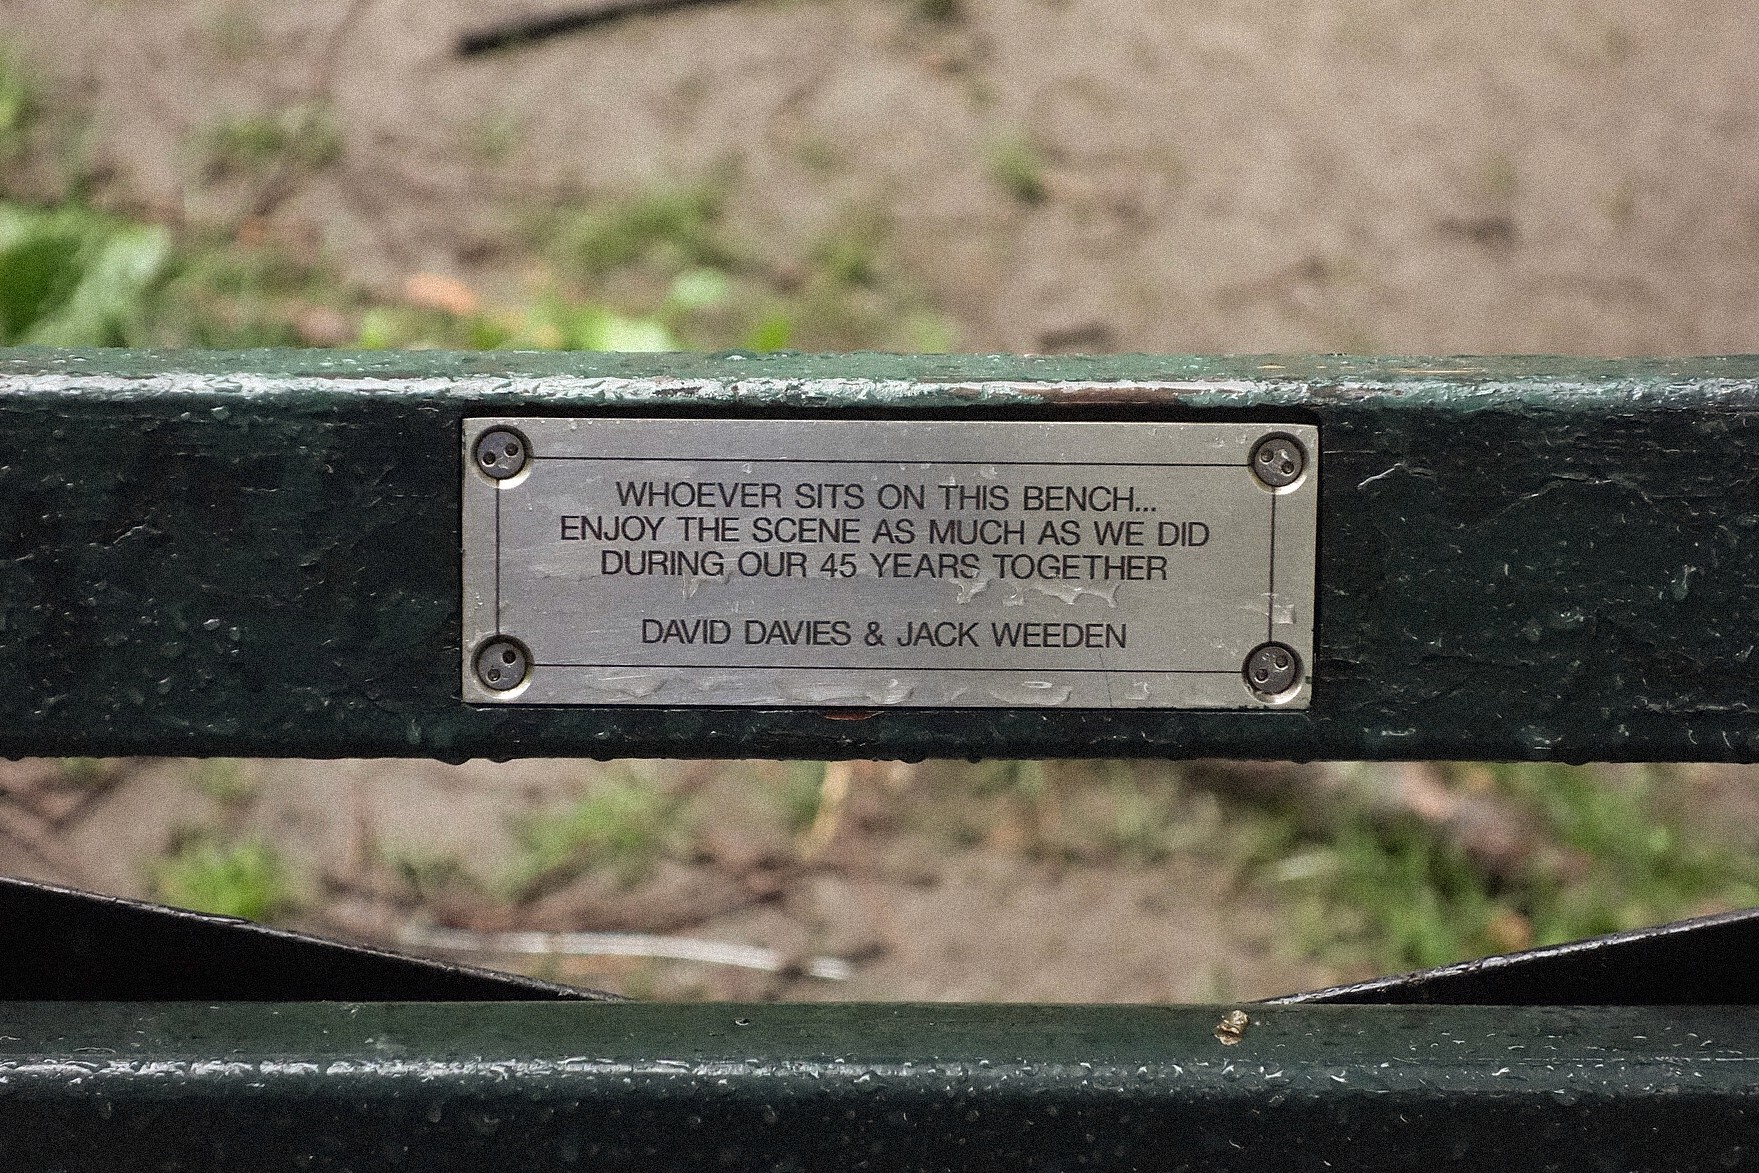 WHOEVER SITS ON THIS BENCH...
ENJOY THE SCENE AS MUCH AS WE DID
DURING OUR 45 YEARS TOGETHER
DAVID DAVIES & JACK WEEDEN